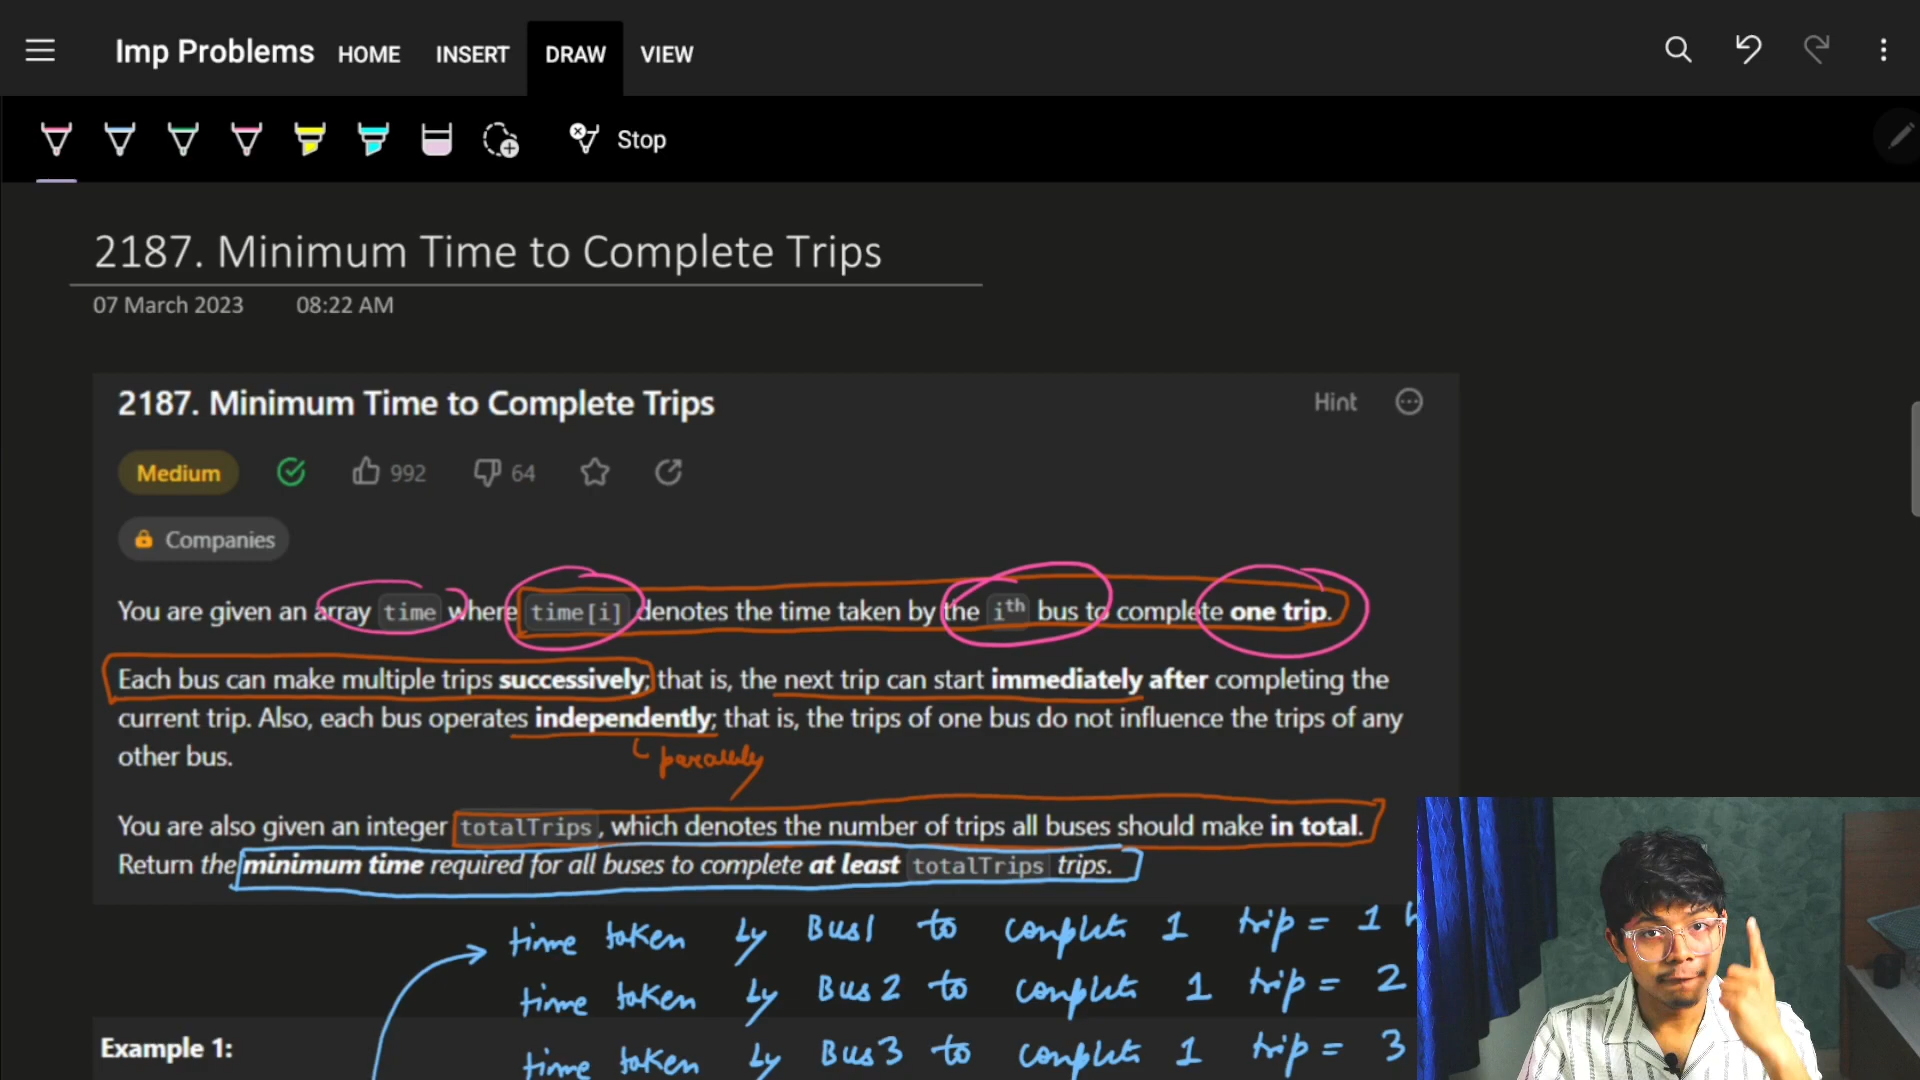 Imp Problems HOME INSERT DRAW VIEW
Stop
2187. Minimum Time to Complete Trips
07 March 2023 08:22 AM
2187. Minimum Time to Complete Trips Hint
Medium 992 64
Companies
You are given an array time where time[i] denotes the time taken by the ith bus to complete one trip.
Each bus can make multiple trips successively; that is, the next trip can start immediately after completing the
current trip. Also, each bus operates independently; that is, the trips of one bus do not influence the trips of any
other bus.
You are also given an integer totalTrips, which denotes the number of trips all buses should make in total.
Return the minimum time required for all buses to complete at least totalTrips trips.
time taken by Bus1 to complete 1 trip = 1
time taken by Bus2 to complete 1 trip = 2
Example 1:
time taken by Bus3 to complete 1 trip = 3